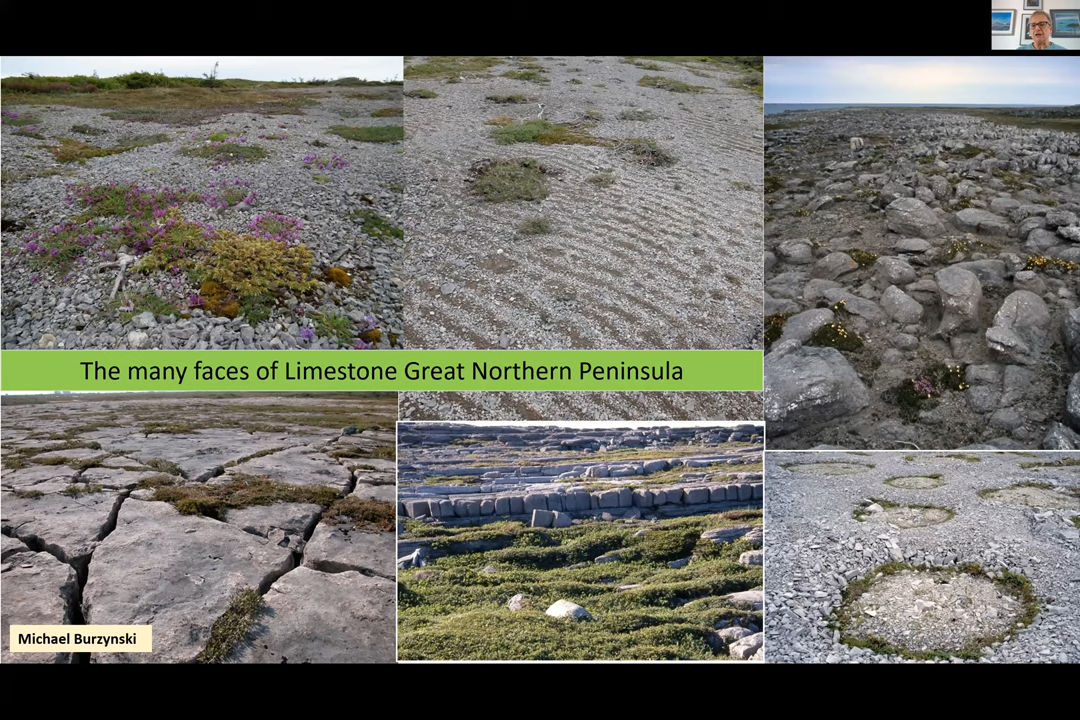 The many faces of Limestone Great Northern Peninsula
Michael Burzynski